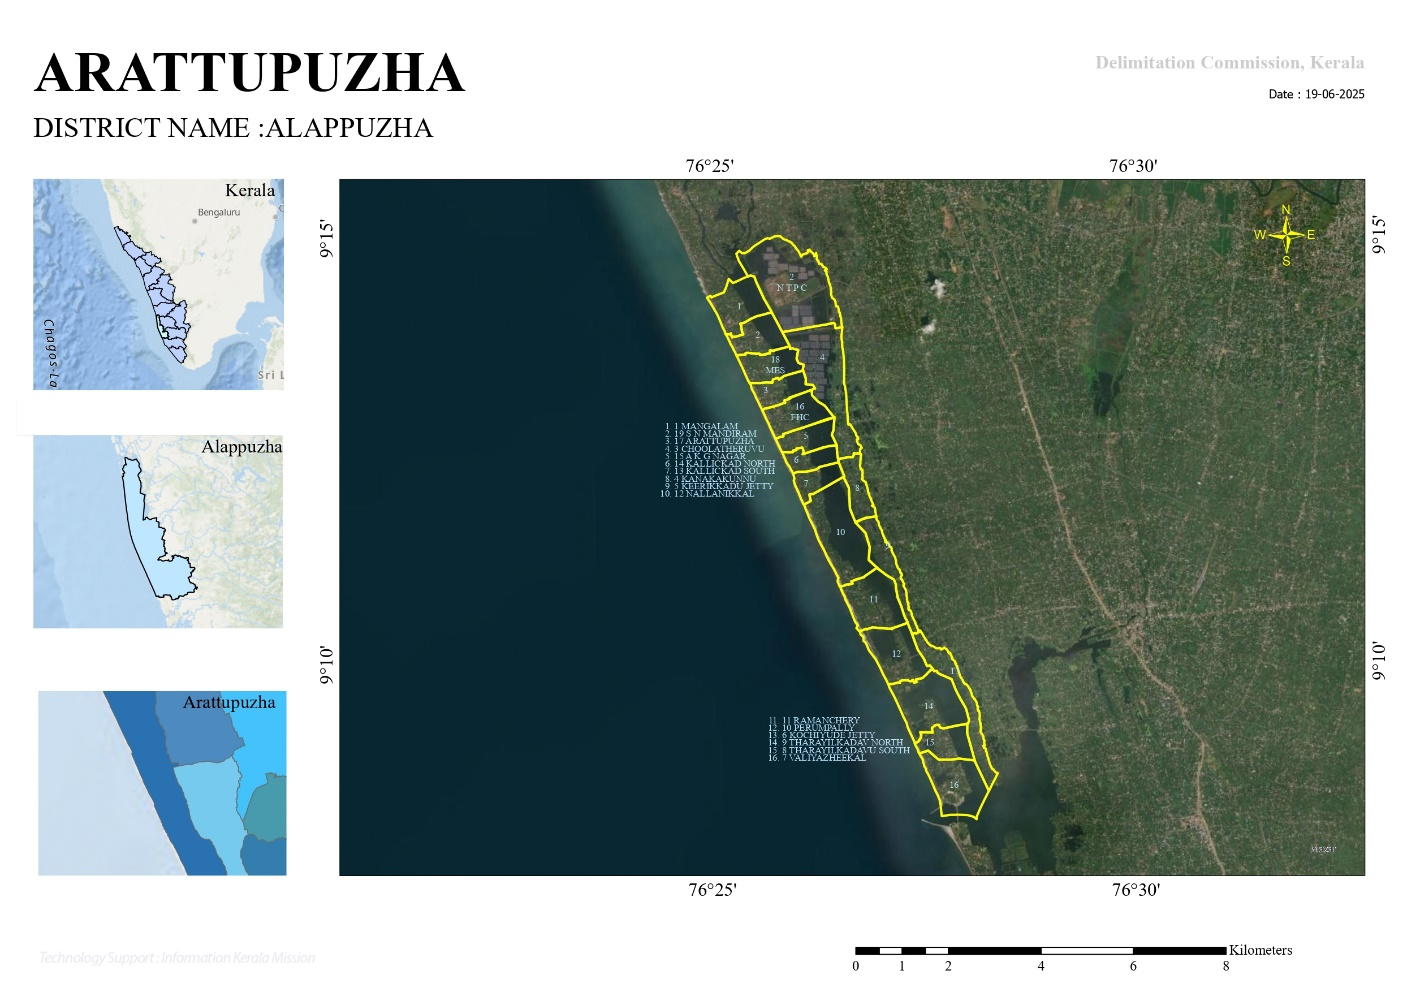 ARATTUPUZHA
DISTRICT NAME :ALAPPUZHA
Delimitation Commission, Kerala
Date : 19-06-2025
Kerala
Bengaluru
Chagos-La
Sri L
Alappuzha
Arattupuzha
76°25'
76°30'
9°15'
9°15'
N
W
E
S
2
N T P C
1
2
4
18
MES
3
16
FHC
5
6
7
8
10
11
12
14
15
16
1 1 MANGALAM
2. 19 S N MANDIRAM
3. 17 ARATTUPUZHA
4. 3 CHOOLATHERUVU
5. 15 A K G NAGAR
6. 14 KALLICKAD NORTH
7. 13 KALLICKAD SOUTH
8. 4 KANAKAKUNNU
9. 5 KEERIKKADU JETTY
10. 12 NALLANIKKAL
11. 11 RAMANCHERY
12. 10 PERUMPALLY
13. 6 KOCHIYUDE JETTY
14. 9 THARAYILKADAV NORTH
15. 8 THARAYILKADAVU SOUTH
16. 7 VALIYAZHEEKAL
9°10'
9°10'
76°25'
76°30'
Technology Support : Information Kerala Mission
0 1 2 4 6 8
Kilometers